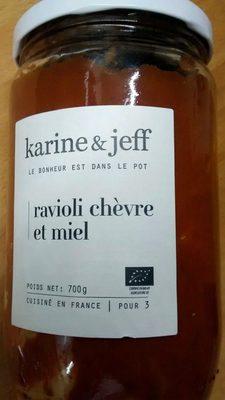 karine & jeff
LE BONHEUR EST DANS LE POT
ravioli chèvre
et miel
POIDS NET: 700g
CUISINÉ EN FRANCE | POUR 3